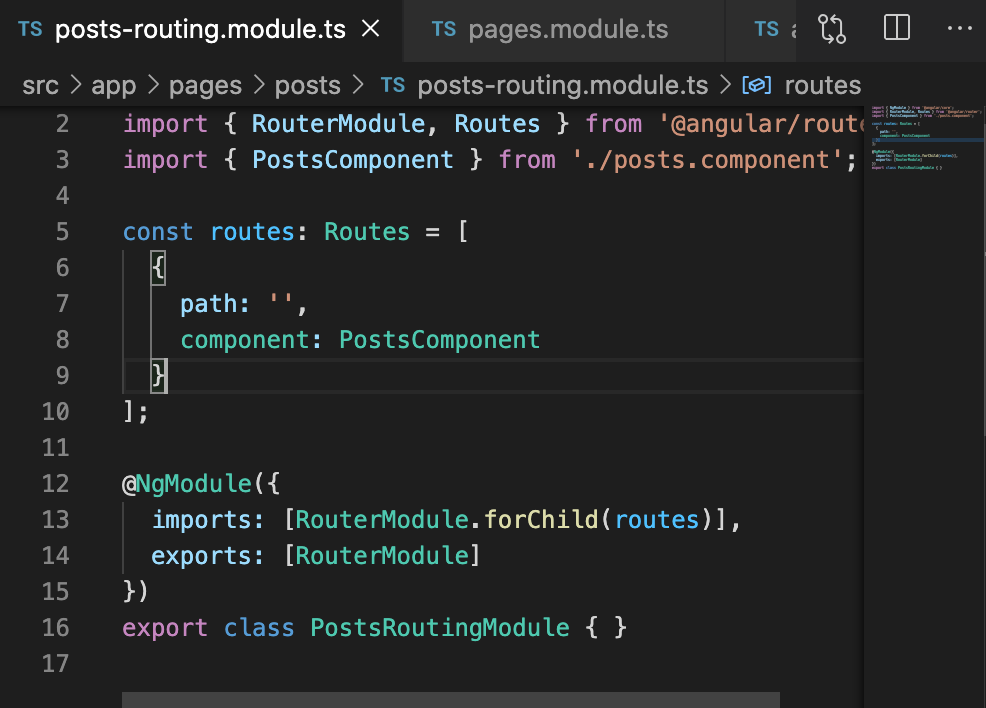 TS posts-routing.module.ts TS pages.module.ts TS
src > app > pages > posts > TS posts-routing.module.ts > routes
2 import { RouterModule, Routes } from '@angular/route
3 import { PostsComponent } from './posts.component';
4
5 const routes: Routes = [
6 {
7 path: '',
8 component: PostsComponent
9 }
10 ];
11
12 @NgModule({
13 imports: [RouterModule.forChild(routes)],
14 exports: [RouterModule]
15 })
16 export class PostsRoutingModule { }
17